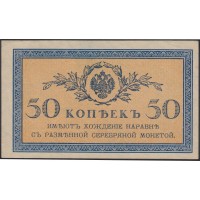 50 КОПѢЕКЪ 50
ИМѢЮТЪ ХОЖДЕНІЕ НАРАВНѢ
СЪ РАЗМѢННОЙ СЕРЕБРЯНОЙ МОНЕТОЙ.